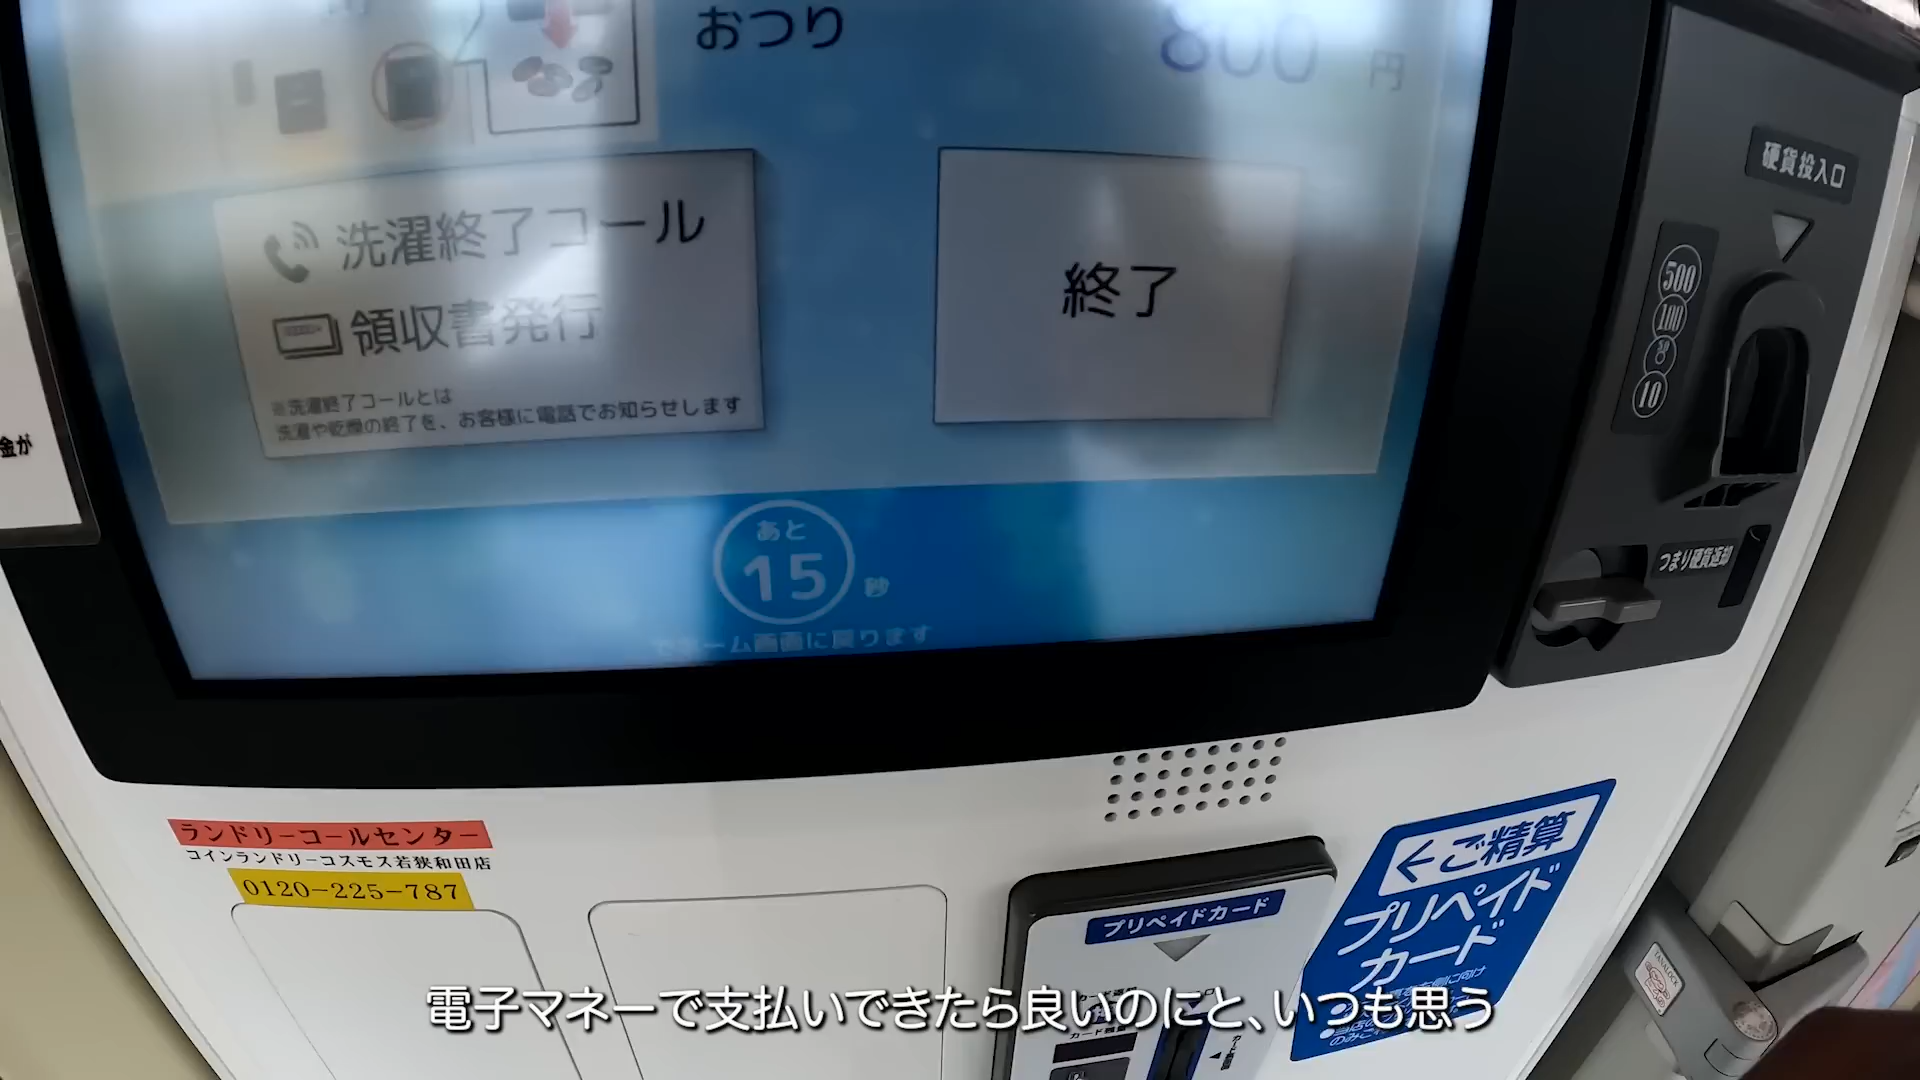 おつり
800 円
洗濯終了コール
領収書発行
※洗濯終了コールとは
洗濯や乾燥の終了を、お客様に電話でお知らせします
終了
あと
15 秒
でホーム画面に戻ります
硬貨投入口
500
100
50
10
つまり硬貨返却
金が
ランドリーコールセンター
コインランドリーコスモス若狭和田店
0120-225-787
プリペイドカード
←ご精算
プリペイド
カード
TANALOCK
電子マネーで支払いできたら良いのにと、いつも思う